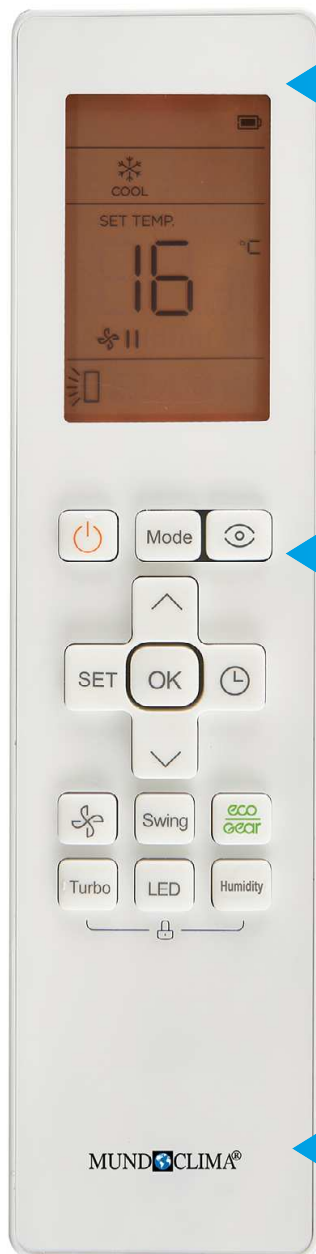 COOL
SET TEMP.
16 °C
Mode
SET OK
Swing eco Gear
Turbo LED Humidity
MUNDOCLIMA®